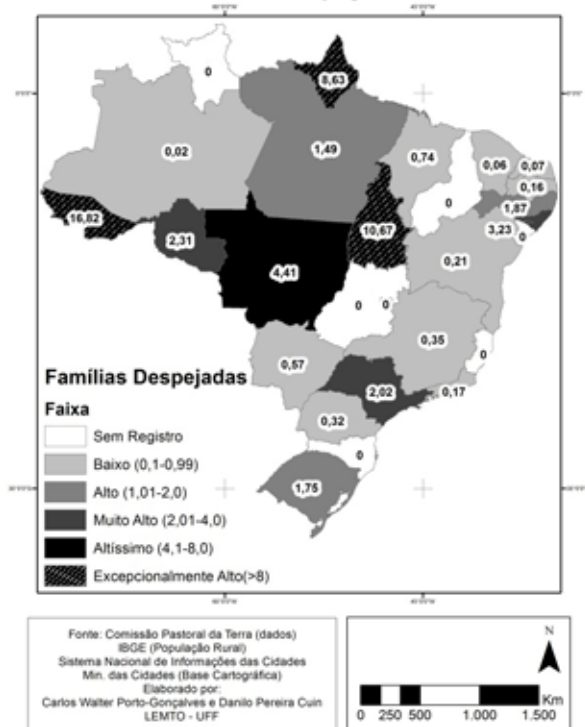 0
8,63
0,02
1,49
0,74
0,06
0,07
0,16
1,87
0
3,23
0
16,82
2,31
10,67
4,41
0,21
0
0
0,35
0
0,57
2,02
0,17
0,32
0
1,75
Famílias Despejadas
Faixa
Sem Registro
Baixo (0,1-0,99)
Alto (1,01-2,0)
Muito Alto (2,01-4,0)
Altíssimo (4,1-8,0)
Excepcionalmente Alto(>8)
Fonte: Comissão Pastoral da Terra (dados)
IBGE (População Rural)
Sistema Nacional de Informações das Cidades
Min. das Cidades (Base Cartográfica)
Elaborado por:
Carlos Walter Porto-Gonçalves e Danilo Pereira Cuin
LEMTO - UFF
N
Km
0 250 500 1.000 1.500